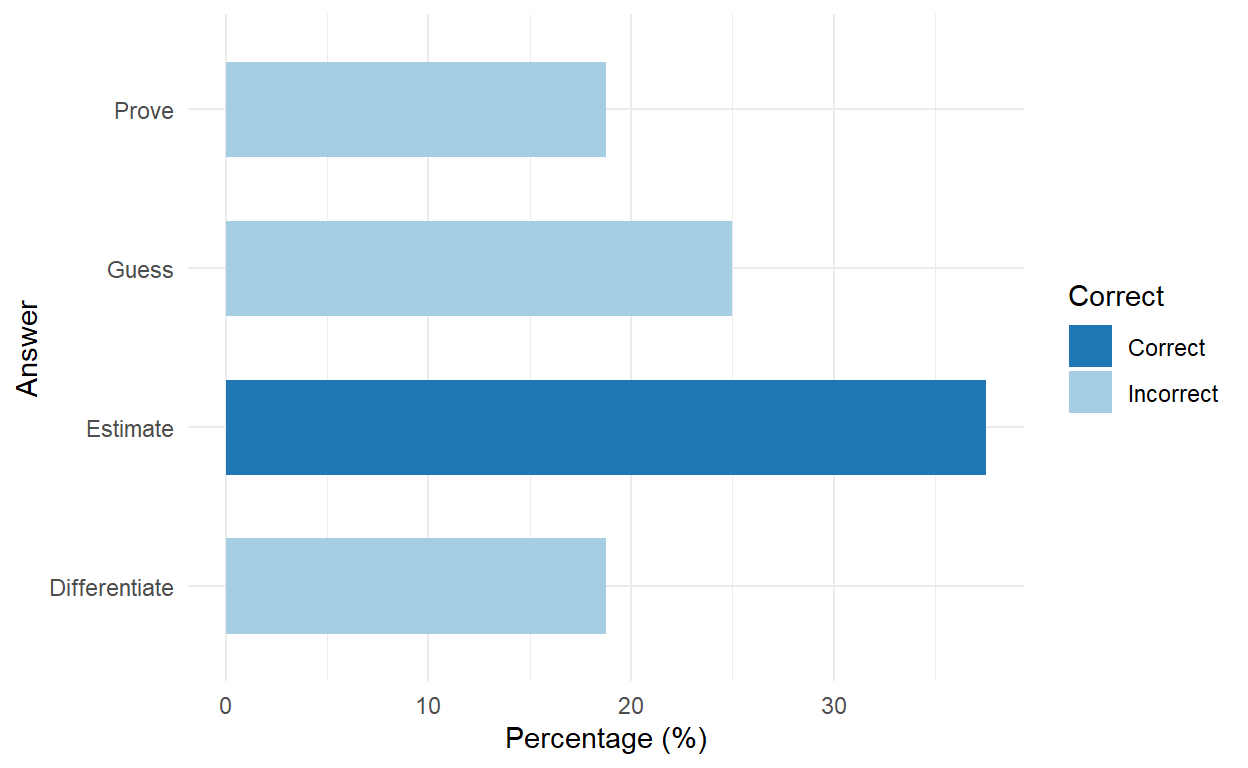 Prove
Guess
Estimate
Differentiate
Answer
0 10 20 30
Percentage (%)
Correct
Correct
Incorrect